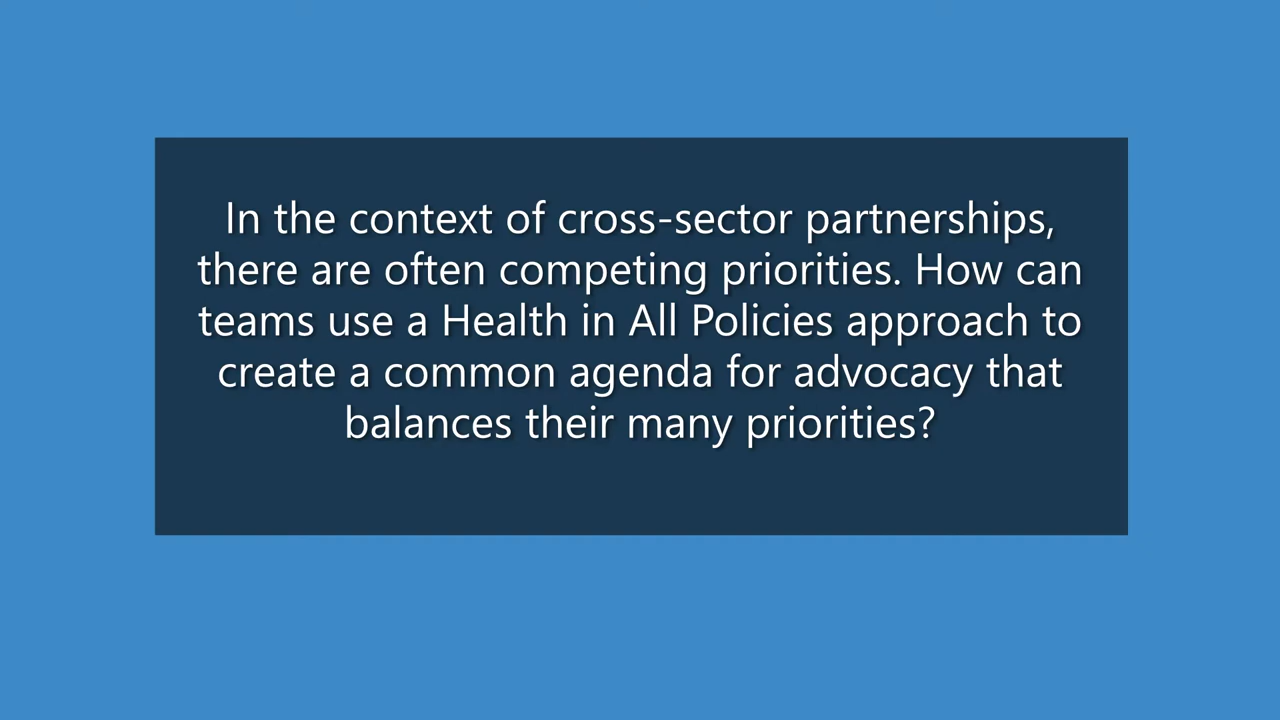 In the context of cross-sector partnerships,
there are often competing priorities. How can
teams use a Health in All Policies approach to
create a common agenda for advocacy that
balances their many priorities?